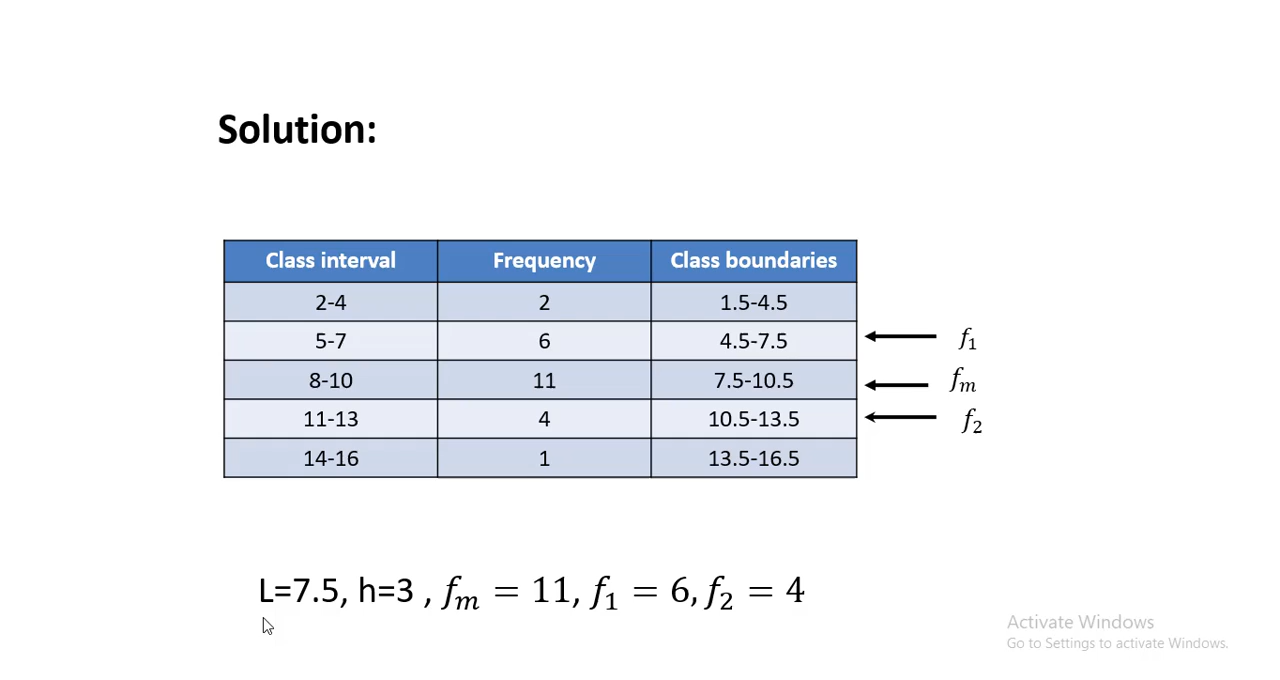 Solution:
Class interval Frequency Class boundaries
2-4 2 1.5-4.5
5-7 6 4.5-7.5
f₁
8-10 11 7.5-10.5
fₘ
11-13 4 10.5-13.5
f₂
14-16 1 13.5-16.5
L=7.5, h=3 , fₘ = 11, f₁ = 6, f₂ = 4
Activate Windows
Go to Settings to activate Windows.